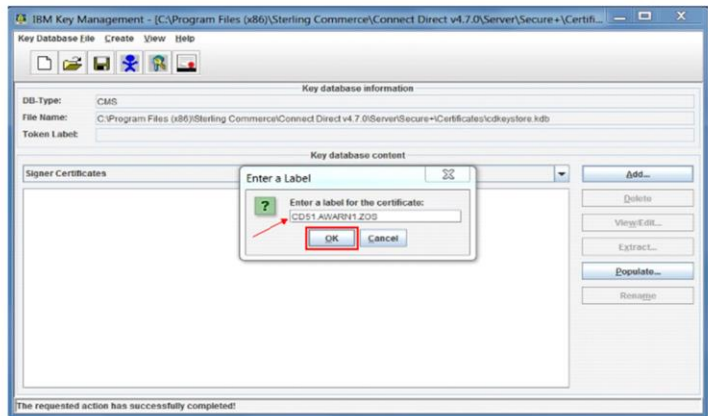 IBM Key Management - [C:\Program Files (x86)\Sterling Commerce\Connect Direct v4.7.0\Server\Secure+\Certifi...
Key Database File Create View Help
Key database information
DB-Type: CMS
File Name: C:\Program Files (x86)\Sterling Commerce\Connect Direct v4.7.0\Server\Secure+\Certificates\cdkeystore.kdb
Token Label:
Key database content
Signer Certificates
Add...
Enter a Label
Enter a label for the certificate:
CD51.AWARN1.ZOS
OK Cancel
Delete
View/Edit...
Extract...
Populate...
Rename
The requested action has successfully completed!